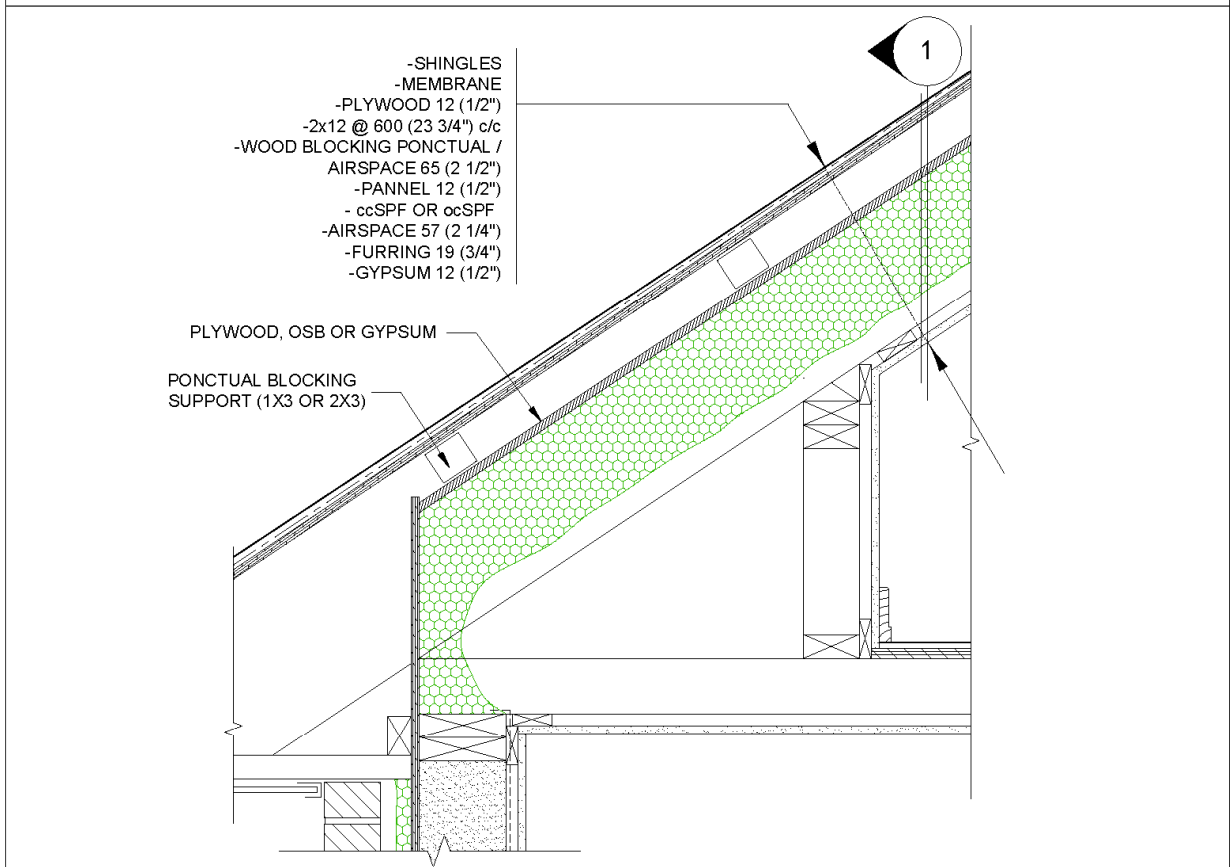 1
-SHINGLES
-MEMBRANE
-PLYWOOD 12 (1/2")
-2x12 @ 600 (23 3/4") c/c
-WOOD BLOCKING PONCTUAL /
AIRSPACE 65 (2 1/2")
-PANNEL 12 (1/2")
- ccSPF OR ocSPF
-AIRSPACE 57 (2 1/4")
-FURRING 19 (3/4")
-GYPSUM 12 (1/2")
PLYWOOD, OSB OR GYPSUM
PONCTUAL BLOCKING
SUPPORT (1X3 OR 2X3)